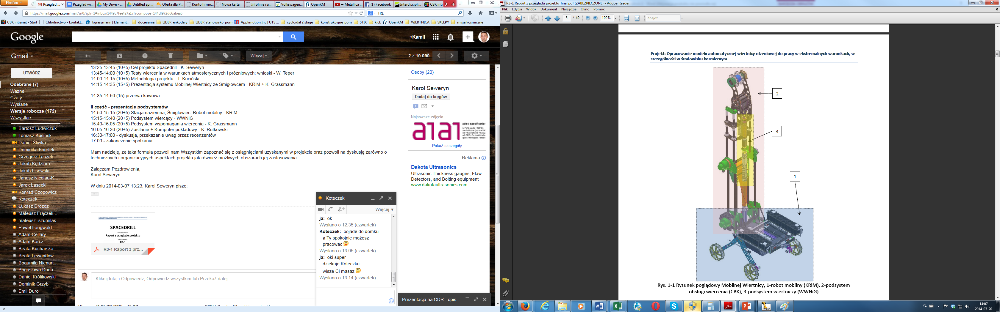 Firefox
Przegląd ...
Przegląd wi...
My Drive - ...
Untitled spr...
Oferta dla P...
Konto firmo...
Nowa karta
Infolinie i a...
Volkswagen...
OpenKM
Metallica ...
(1) Facebook
Interdiscipli...
CBK intr
https://mail.google.com/mail/u/0/?pli=1#inbox/1449c7fee427a17f?compose=144df972dd6abea6
TRL
CBK intranet - Start
Chłodnictwo - kontakt...
kgrassmann | Element...
docieranie
LIDER_enkodery
LIDER_stanowisko_pom
Applimotion Inc | UTS ...
cycloidal 2 stage
konstrukcyjne_pom
STIX
kick
OpenKM
WIERTNICA
SKLEPY
misje kosmiczne
Google
+Kamil
Gmail
Więcej
2 z 10 090
UTWÓRZ
Odebrane (7)
Ważne
Czaty
Wysłane
Wersje robocze (172)
Wszystkie
Bartosz Ludwiczuk
Tomasz Kuciński
Daniel Śliwka
Dominika Foretek
Grzegorz Leszek
Jakub Kędziora
Jakub Lisowski
Janusz Nicolau-K...
Jarek Lasecki
Konrad Czopowicz
Koteczek
Łukasz Drożdż
Mateusz Frączek ...
mateusz. szumilas
Paweł Langwald
Adam Cellary
Adam Karcz
Beata Kucharska
Beata Lewandow...
Bogumiła Nienart...
Bogusława Duda
Daniel Królikowski
Dominik Grzyb
Emil Duro
13:25-13:45 (10+5) Cel projektu Spacedrill - K. Seweryn
13:45-14:00 (10+5) Testy wiercenia w warunkach atmosferycznych i próżniowych: wnioski - W. Teper
14:00-14:15 (10+5) Metodologia projektu - T. Kuciński
14:15-14:35 (15+5) Prezentacja systemu Mobilnej Wiertnicy ze Śmigłowcem - KRiM + K. Grassmann
14:35-14:50 (15) przerwa kawowa
II część - prezentacje podsystemów
14:50-15:15 (20+5) Stacja naziemna, Śmigłowiec, Robot mobilny - KRiM
15:15-15:40 (20+5) Podsystem wiercący - WWNiG
15:40-16:05 (20+5) Podsystem wspomagania wiercenia - K. Grassmann
16:05-16:30 (20+5) Zasilanie + Komputer pokładowy - K. Rutkowski
16:30-17:00 - dyskusja, przekazanie uwag przez recenzentów
17:00 - zakończenie spotkania
Mam nadzieję, że taka formuła pozwoli nam Wszystkim zapoznać się z osiągnięciami uzyskanymi w projekcie oraz pozwoli na dyskusję zarówno o
technicznych i organizacyjnych aspektach projektu jak również możliwych obszarach jej zastosowania.
Załączam Pozdrowienia,
Karol Seweryn
W dniu 2014-03-07 13:23, Karol Seweryn pisze:
SPACEDRILL
Raport z przeglądu projektu
R3-1
R3-1 Raport z prz...
Kliknij tutaj i Odpowiedz, Odpowiedz wszystkim lub Przekaż dalej
Osoby (20)
Karol Seweryn
Dodaj do kręgów
Najnowsze zdjęcia
a1a1
able ( specification
Pokaż szczegóły
Reklama
Dakota Ultrasonics
Ultrasonic Thickness gauges, Flaw
Detectors, and Bolting equipment
www.dakotaultrasonics.com
Koteczek
Więcej
ja: ok
Wysłano o 12:35 (czwartek)
Koteczek: pojade do domku
a Ty spokojnie możesz
pracowac
Wysłano o 13:05 (czwartek)
ja: oki super
dziekuje Koteczku
wisze Ci masaż
Wysłano o 13:14 (czwartek)
Prezentacja na CDR - opis ...
R3-1 Raport z przeglądu projektu_final.pdf (ZABEZPIECZONE) - Adobe Reader
Plik Edycja Widok Dokument Narzędzia Okno Pomoc
5 / 49
100%
Znajdź
Projekt: Opracowanie modelu automatycznej wiertnicy rdzeniowej do pracy w ekstremalnych warunkach, w
szczególności w środowisku kosmicznym
2
3
1
Rys. 1-1 Rysunek poglądowy Mobilnej Wiertnicy, 1-robot mobilny (KRiM), 2-podsystem
obsługi wiercenia (CBK), 3-podsystem wiertniczy (WWNiG)
PL
14:07
2014-03-20